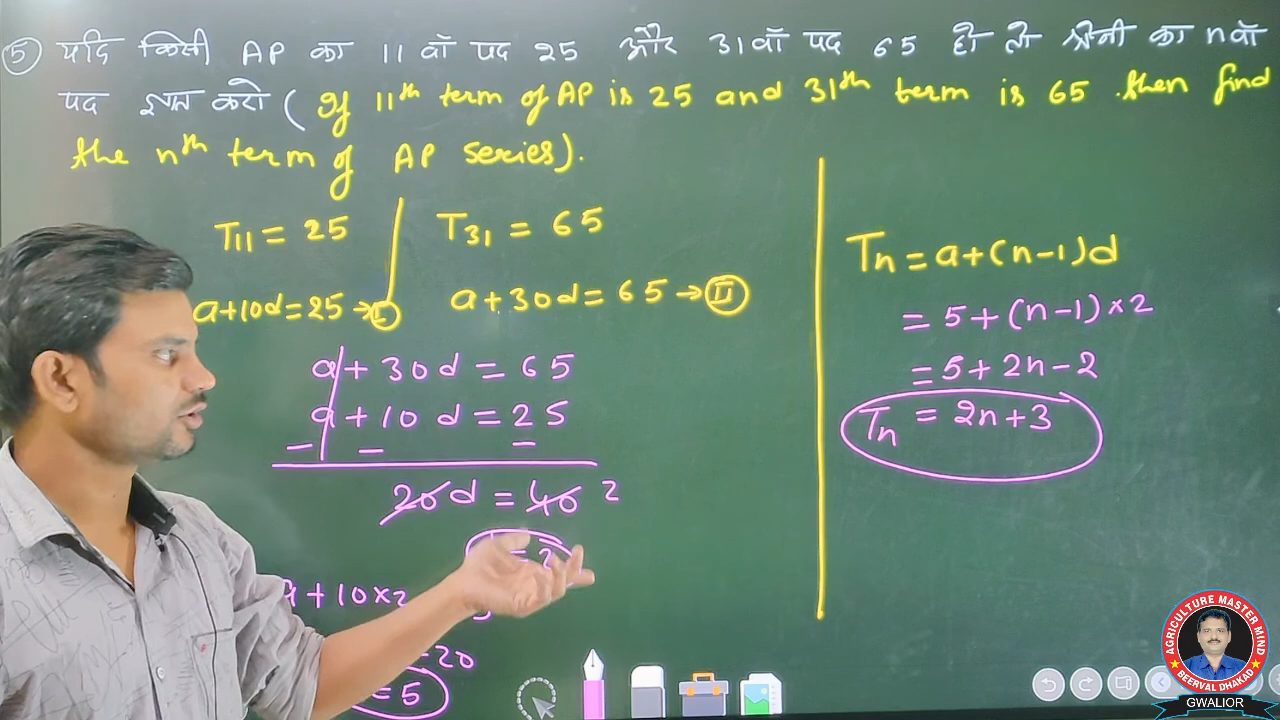 ⑤ यदि किसी AP का 11 वाँ पद 25 और 31वाँ पद 65 हो तो श्रेनी का nवाँ
पद ज्ञात करो ( If 11th term of AP is 25 and 31th term is 65 . then find
the nth term of AP series).
T11 = 25
T31 = 65
a+10d=25→Ⓘ
a+30d=65→Ⓘ Ⓘ
a+30d=65
a+10d=25
- - -
20d = 40 2
= 2
a+10×2
-20
=5
Tn = a+(n-1)d
= 5+(n-1)×2
=5+2n-2
Tn = 2n+3
AGRICULTURE MASTER MIND
BEERVAL DHAKAD
GWALIOR